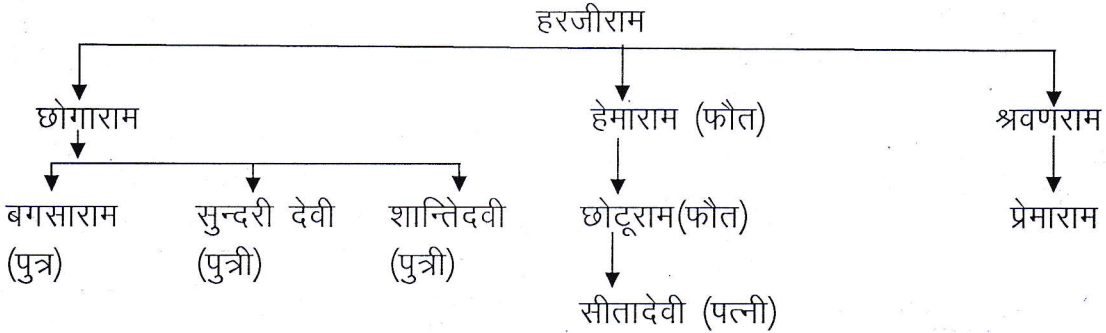 हरजीराम
छोगाराम हेमाराम (फौत) श्रवणराम
बगसाराम सुन्दरी देवी शान्तिेदवी छोटूराम(फौत) प्रेमाराम
(पुत्र) (पुत्री) (पुत्री)
सीतादेवी (पत्नी)